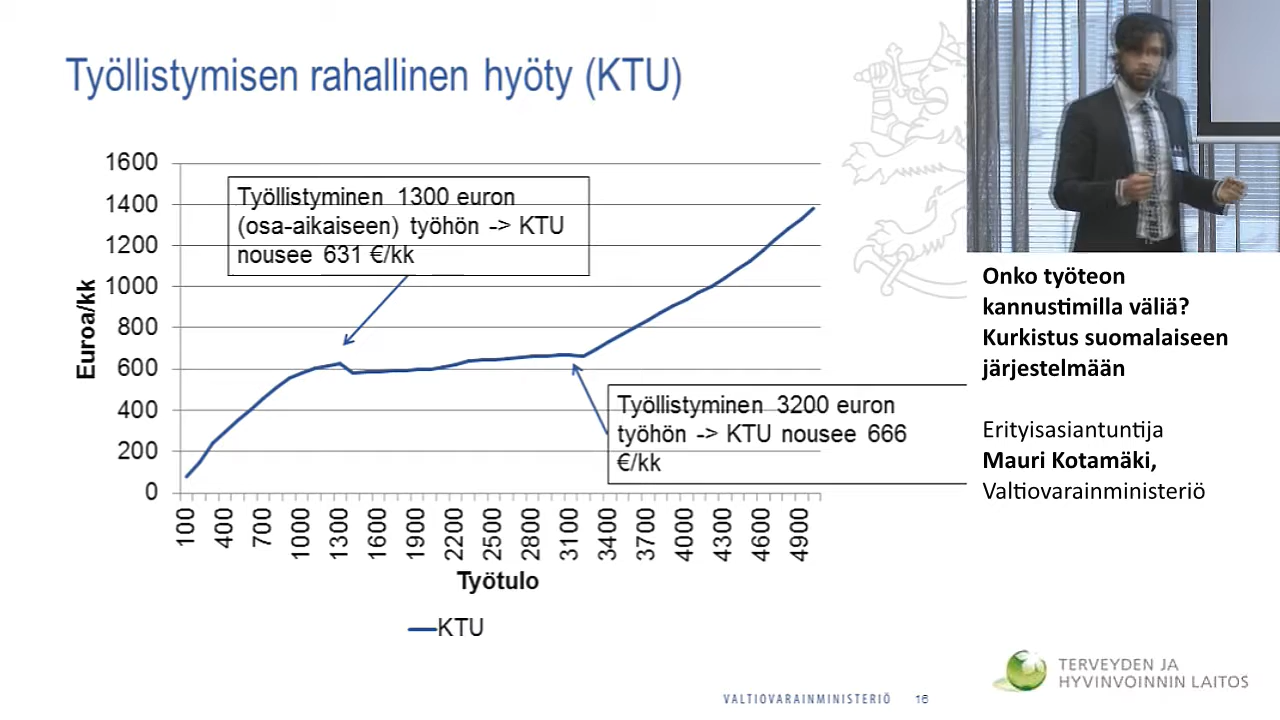 Työllistymisen rahallinen hyöty (KTU)
1600
1400
1200
1000
800
600
400
200
0
Euroa/kk
Työllistyminen 1300 euron
(osa-aikaiseen) työhön -> KTU
nousee 631 €/kk
Työllistyminen 3200 euron
työhön -> KTU nousee 666
€/kk
100
400
700
1000
1300
1600
1900
2200
2500
2800
3100
3400
3700
4000
4300
4600
4900
Työtulo
KTU
VALTIOVARAINMINISTERIÖ 16
Onko työteon
kannustimilla väliä?
Kurkistus suomalaiseen
järjestelmään
Erityisasiantuntija
Mauri Kotamäki,
Valtiovarainministeriö
TERVEYDEN JA
HYVINVOINNIN LAITOS